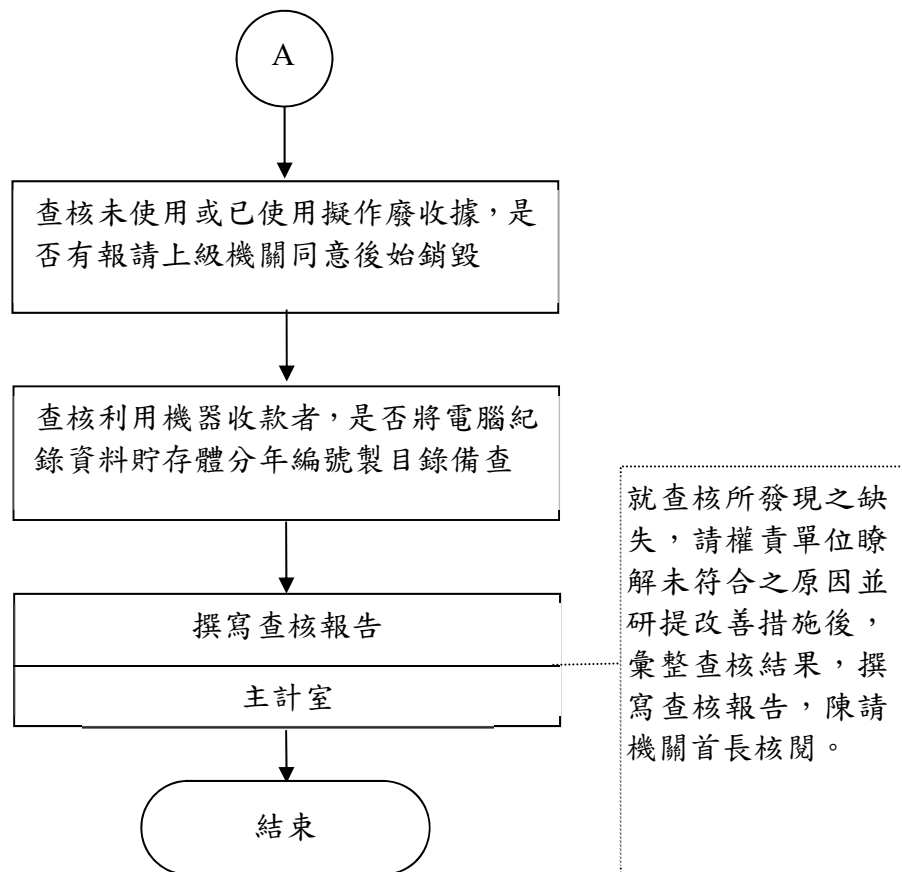 A
查核未使用或已使用擬作廢收據，是
否有報請上級機關同意後始銷毀
查核利用機器收款者，是否將電腦紀
錄資料貯存體分年編號製目錄備查
撰寫查核報告
主計室
就查核所發現之缺
失，請權責單位瞭
解未符合之原因並
研提改善措施後，
彙整查核結果，撰
寫查核報告，陳請
機關首長核閱。
結束